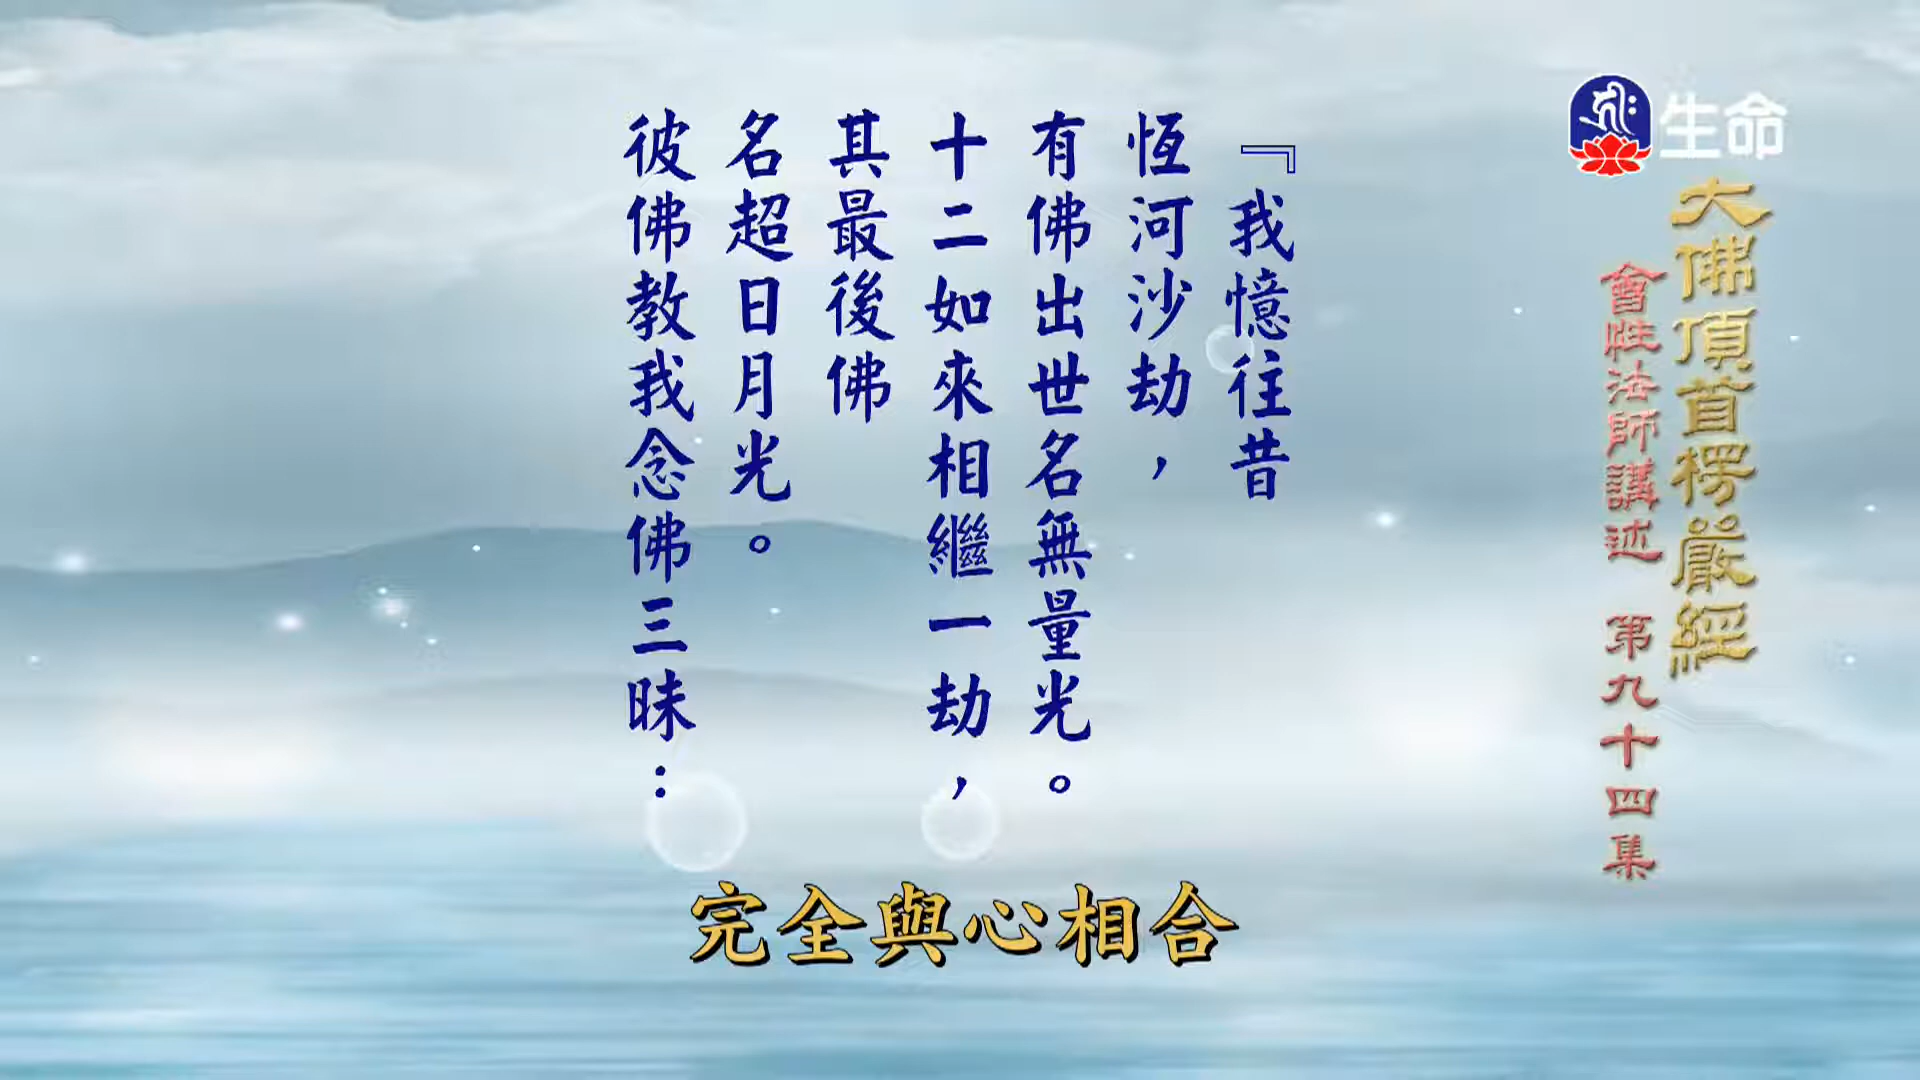 『我憶往昔
恆河沙劫，
有佛出世名無量光。
十二如來相繼一劫，
其最後佛
名超日月光。
彼佛教我念佛三昧：
完全與心相合
生命
大佛頂首楞嚴經
會性法師講述 第九十四集